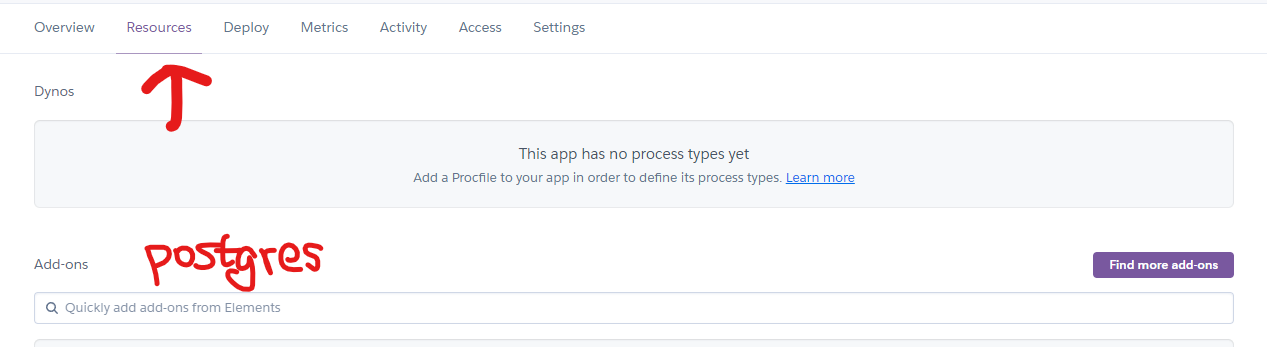 Overview Resources Deploy Metrics Activity Access Settings
Dynos
This app has no process types yet
Add a Procfile to your app in order to define its process types. Learn more
Add-ons postgres Find more add-ons
Quickly add add-ons from Elements